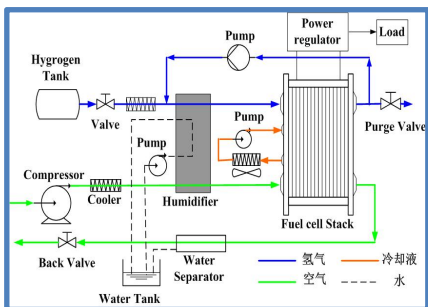 Pump
Power
regulator
Load
Hygrogen
Tank
Valve
Pump
Pump
Purge Valve
Compressor
Cooler
Humidifier
Fuel cell Stack
Back Valve
Water
Separator
Water Tank
氢气
冷却液
空气
水